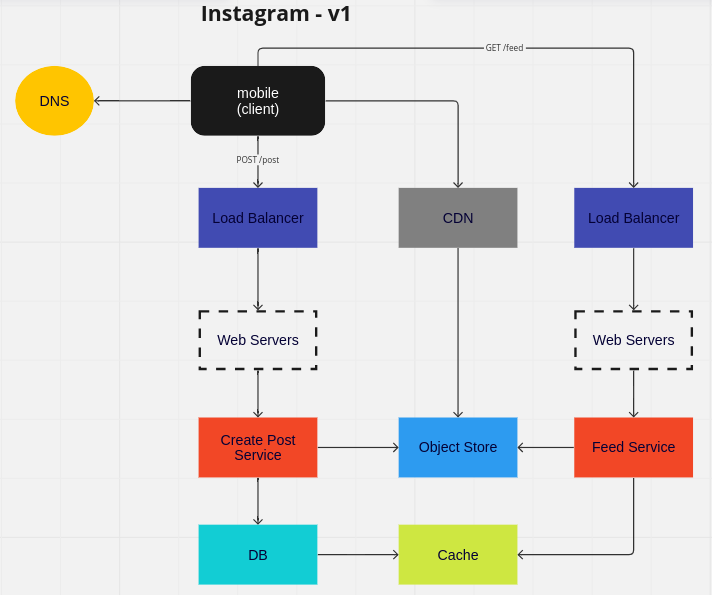 Instagram - v1
GET /feed
DNS
mobile
(client)
POST /post
Load Balancer
CDN
Load Balancer
Web Servers
Web Servers
Create Post
Service
Object Store
Feed Service
DB
Cache